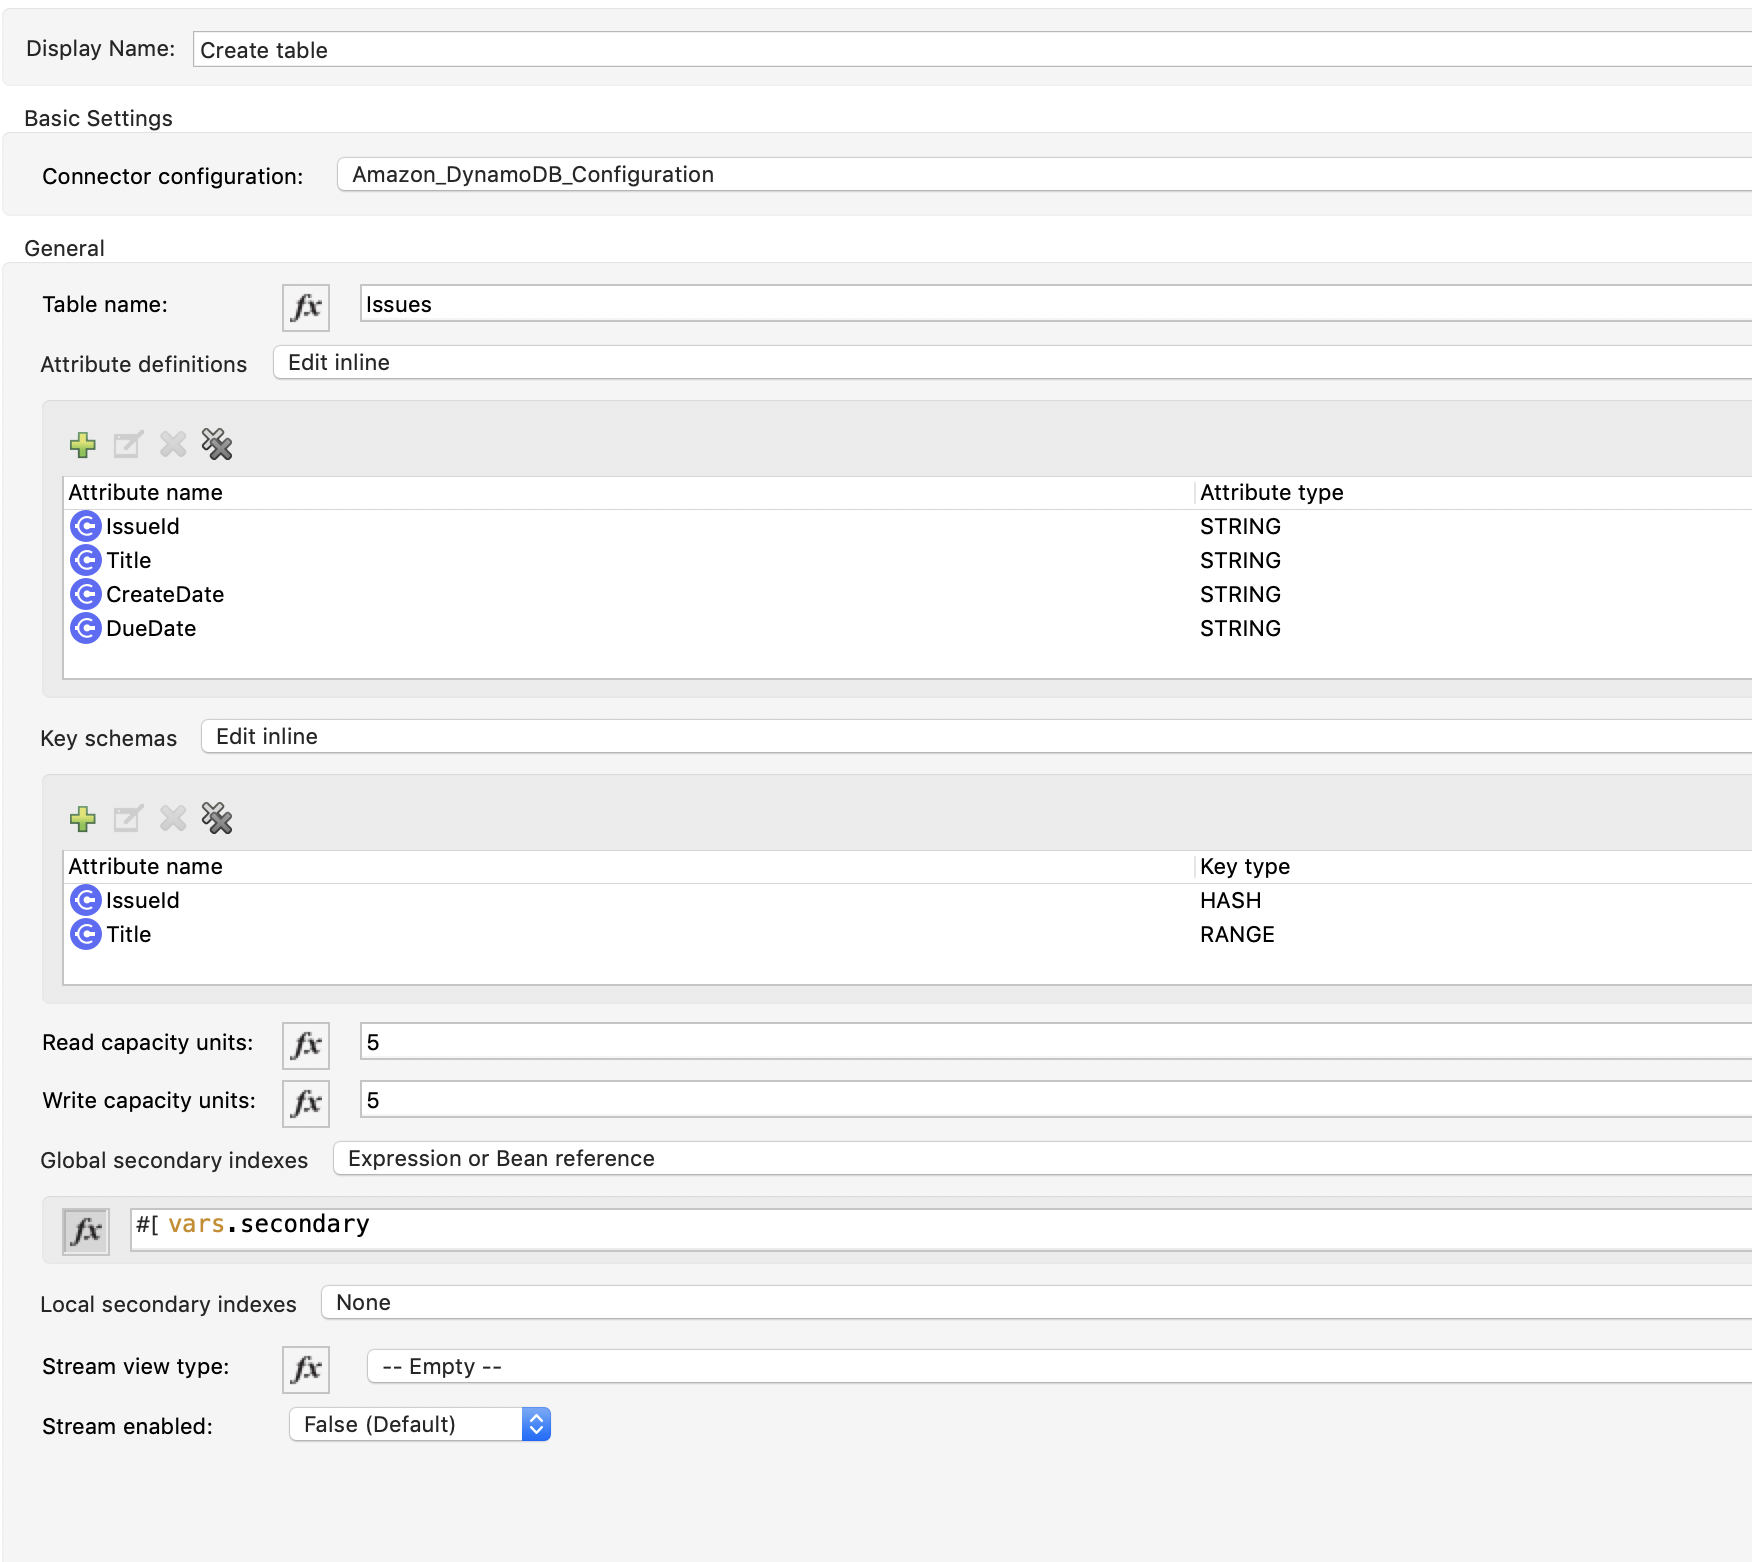 Display Name: Create table
Basic Settings
Connector configuration: Amazon_DynamoDB_Configuration
General
Table name: fx Issues
Attribute definitions Edit inline
Attribute name Attribute type
IssueId STRING
Title STRING
CreateDate STRING
DueDate STRING
Key schemas Edit inline
Attribute name Key type
IssueId HASH
Title RANGE
Read capacity units: fx 5
Write capacity units: fx 5
Global secondary indexes Expression or Bean reference
fx #[ vars.secondary
Local secondary indexes None
Stream view type: fx -- Empty --
Stream enabled: False (Default)